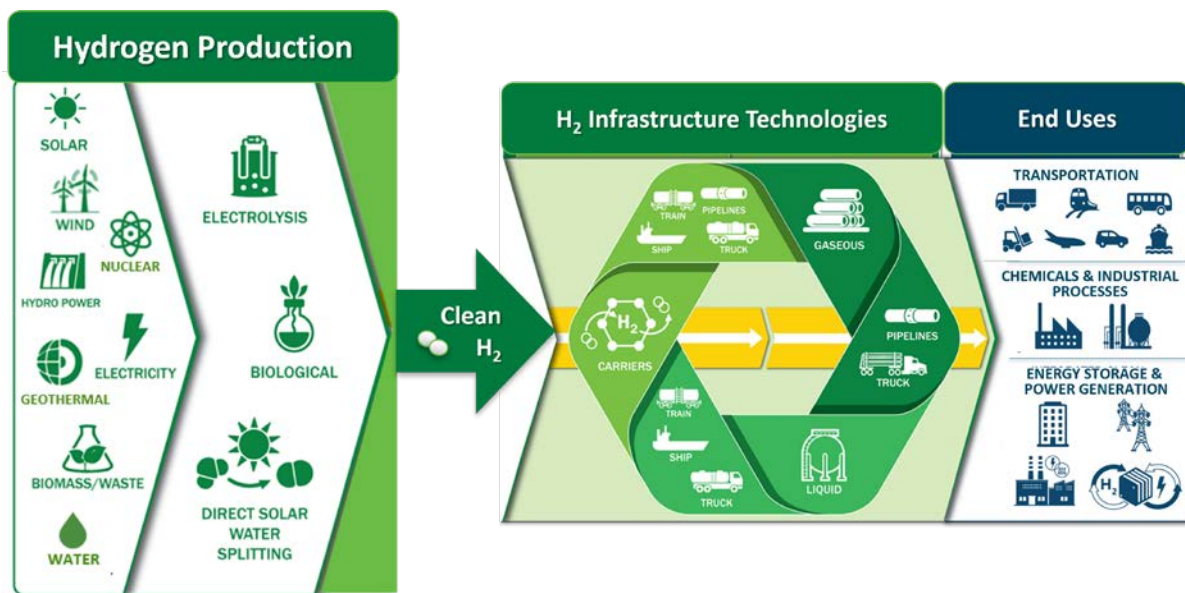 Hydrogen Production
SOLAR
WIND
NUCLEAR
HYDRO POWER
ELECTRICITY
GEOTHERMAL
BIOMASS/WASTE
WATER
ELECTROLYSIS
BIOLOGICAL
DIRECT SOLAR
WATER
SPLITTING
Clean
H₂
H₂ Infrastructure Technologies
TRAIN
PIPELINES
SHIP
TRUCK
GASEOUS
H₂
CARRIERS
PIPELINES
TRUCK
TRAIN
SHIP
TRUCK
LIQUID
End Uses
TRANSPORTATION
CHEMICALS & INDUSTRIAL
PROCESSES
ENERGY STORAGE &
POWER GENERATION
H₂